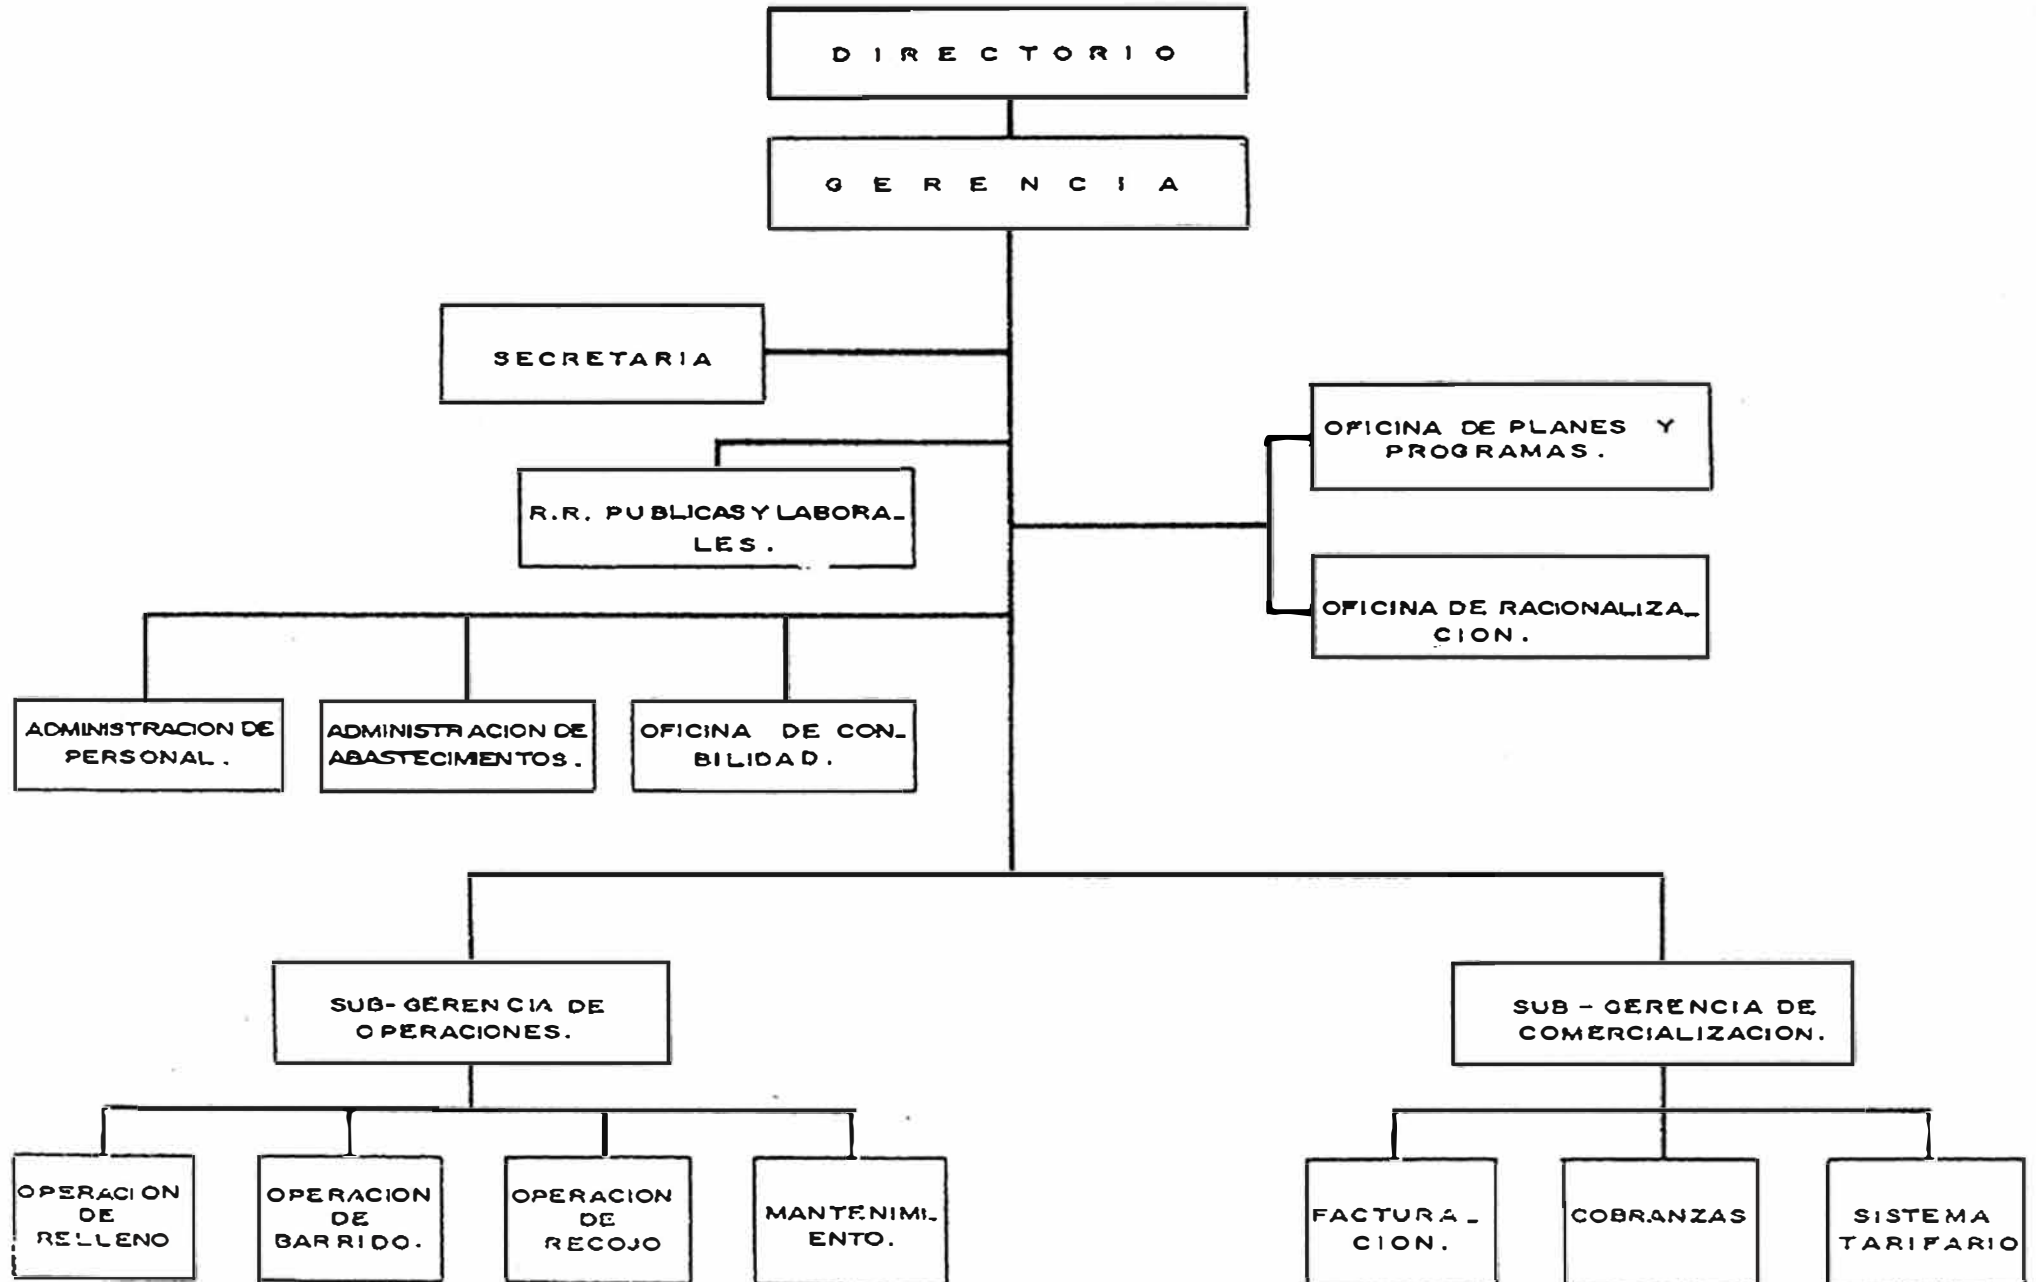 DIRECTORIO
GERENCIA
SECRETARIA
R.R. PUBLICAS Y LABORA_
LES.
OFICINA DE PLANES Y
PROGRAMAS.
OFICINA DE RACIONALIZA_
CION.
ADMINISTRACION DE
PERSONAL.
ADMINISTRACION DE
ABASTECIMIENTOS.
OFICINA DE CON_
BILIDAD.
SUB-GERENCIA DE
OPERACIONES.
SUB-GERENCIA DE
COMERCIALIZACION.
OPERACION
DE
RELLENO
OPERACION
DE
BARRIDO.
OPERACION
DE
RECOJO
MANTENIMI_
ENTO.
FACTURA_
CION.
COBRANZAS
SISTEMA
TARIFARIO